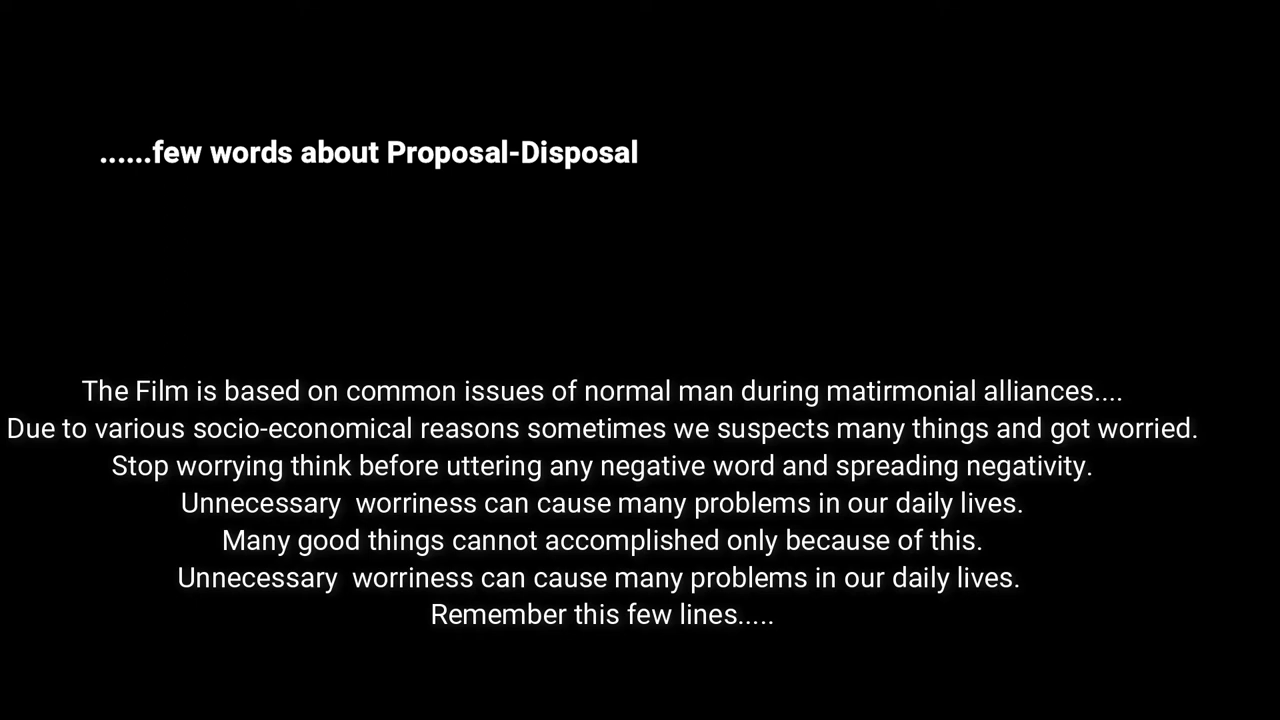 ......few words about Proposal-Disposal
The Film is based on common issues of normal man during matirmonial alliances....
Due to various socio-economical reasons sometimes we suspects many things and got worried.
Stop worrying think before uttering any negative word and spreading negativity.
Unnecessary  worriness can cause many problems in our daily lives.
Many good things cannot accomplished only because of this.
Unnecessary  worriness can cause many problems in our daily lives.
Remember this few lines.....